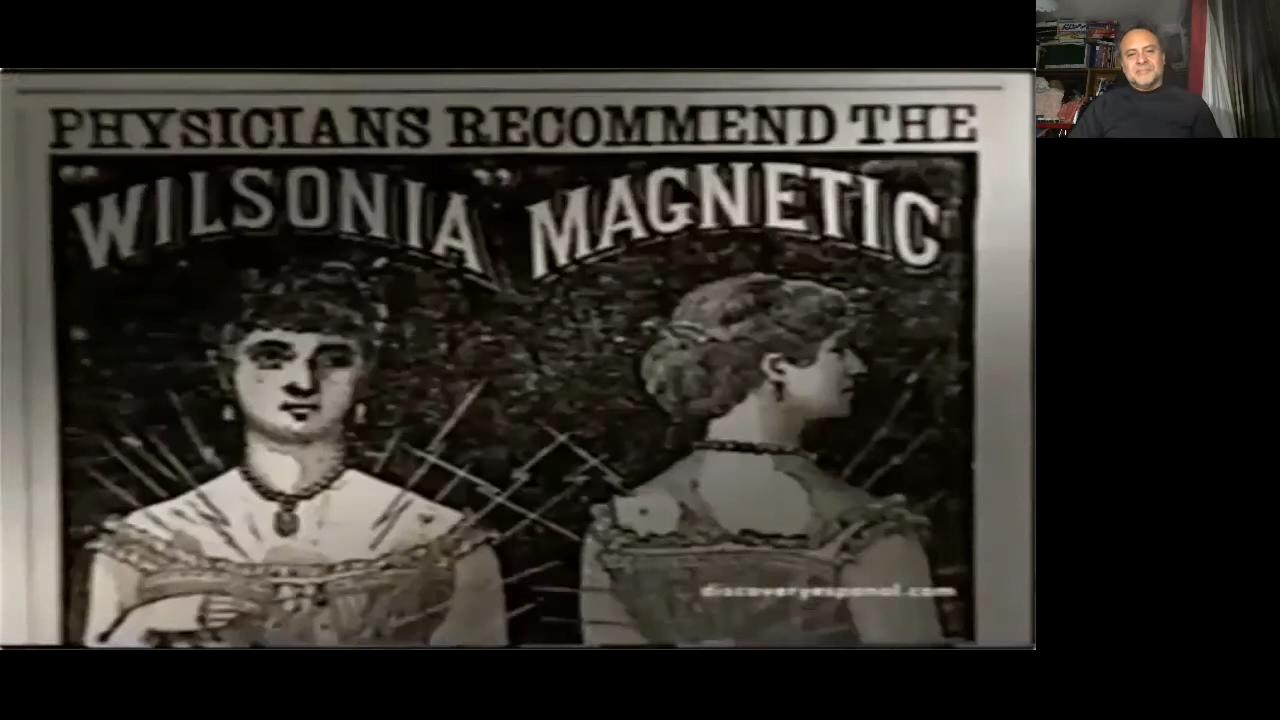 PHYSICIANS RECOMMEND THE
"WILSONIA" MAGNETIC
discoveryespanol.com